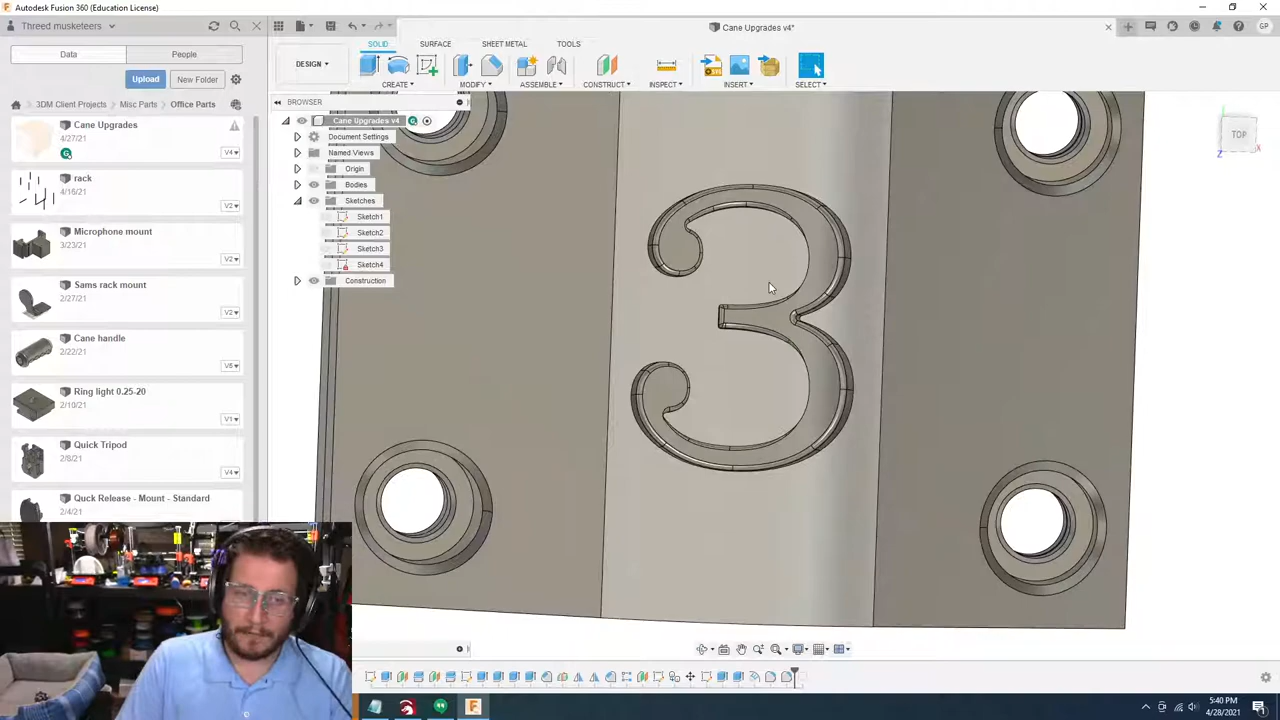 Autodesk Fusion 360 (Education License)
Threed musketeers
Cane Upgrades v4*
GP
Data
People
Upload
New Folder
3DM Client Projects > Misc Parts > Office Parts
Cane Upgrades
4/27/21
V4
rack
4/16/21
V2
Microphone mount
3/23/21
V2
Sams rack mount
2/27/21
V2
Cane handle
2/22/21
V6
Ring light 0.25-20
2/10/21
V1
Quick Tripod
2/8/21
V4
Quck Release - Mount - Standard
2/4/21
SOLID
SURFACE
SHEET METAL
TOOLS
DESIGN
CREATE
MODIFY
ASSEMBLE
CONSTRUCT
INSPECT
INSERT
SELECT
BROWSER
Cane Upgrades v4
Document Settings
Named Views
Origin
Bodies
Sketches
Sketch1
Sketch2
Sketch3
Sketch4
Construction
3
TOP
Z
X
5:40 PM
4/28/2021